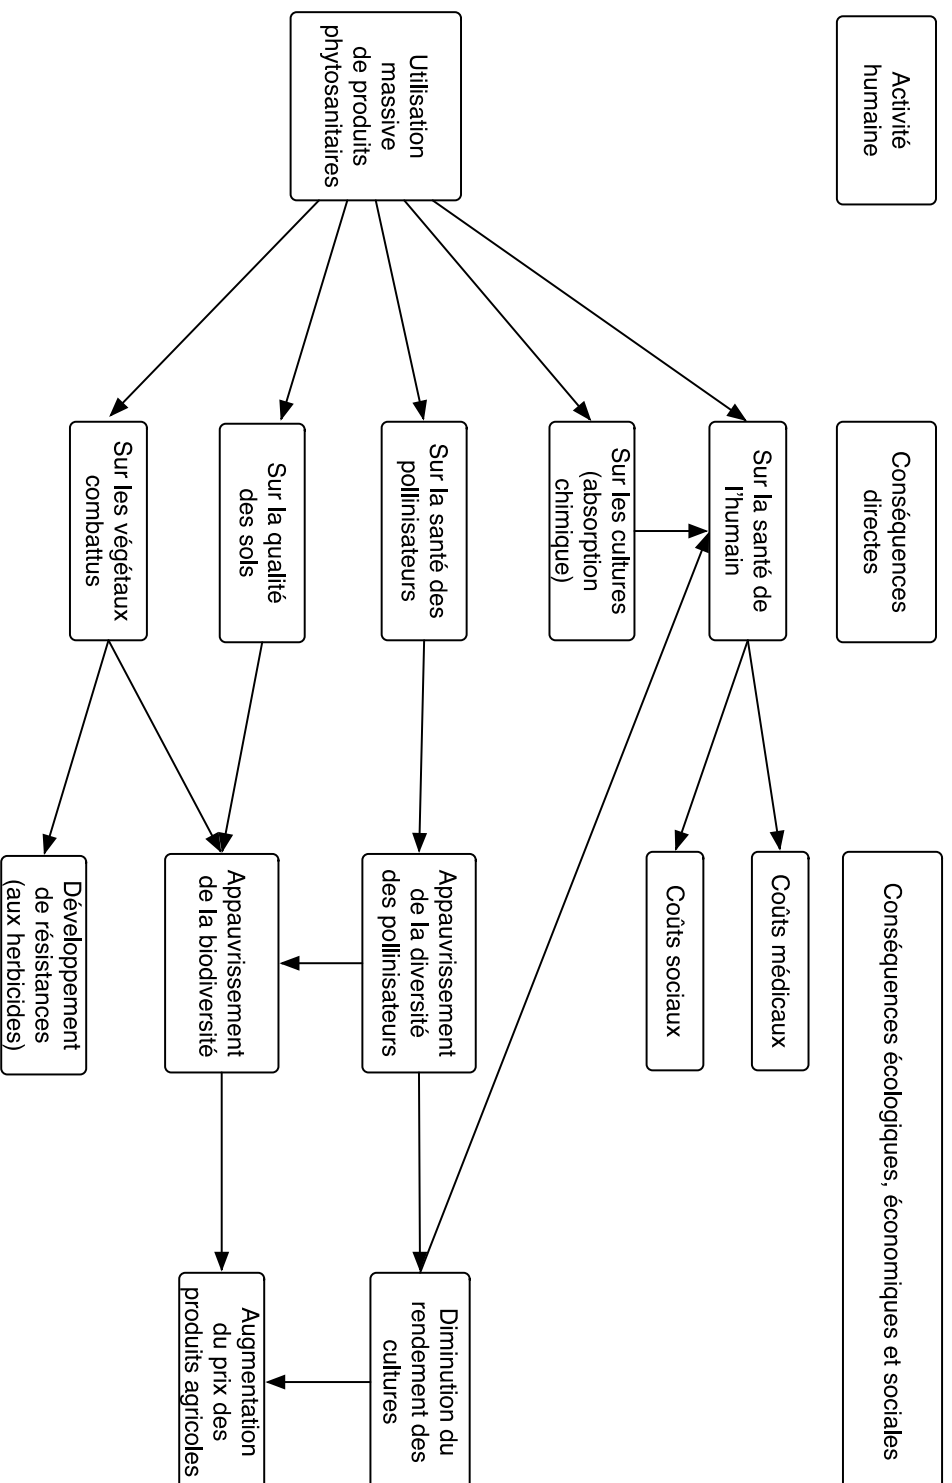 Activité
humaine
Conséquences
directes
Conséquences écologiques, économiques et sociales
Utilisation
massive
de produits
phytosanitaires
Sur la santé de
l'humain
Sur les cultures
(absorption
chimique)
Sur la santé des
pollinisateurs
Sur la qualité
des sols
Sur les végétaux
combattus
Coûts médicaux
Coûts sociaux
Appauvrissement
de la diversité
des pollinisateurs
Appauvrissement
de la biodiversité
Développement
de résistances
(aux herbicides)
Diminution du
rendement des
cultures
Augmentation
du prix des
produits agricoles